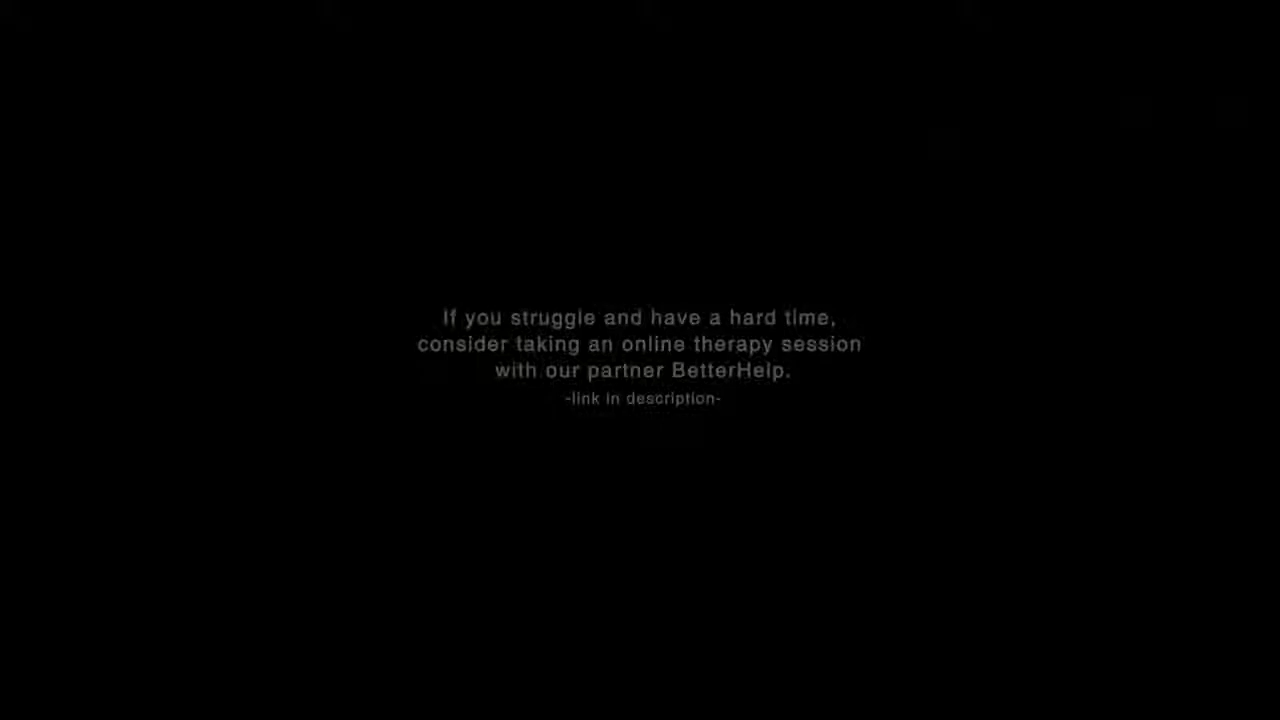 If you struggle and have a hard time,
consider taking an online therapy session
with our partner BetterHelp.
-link in description-